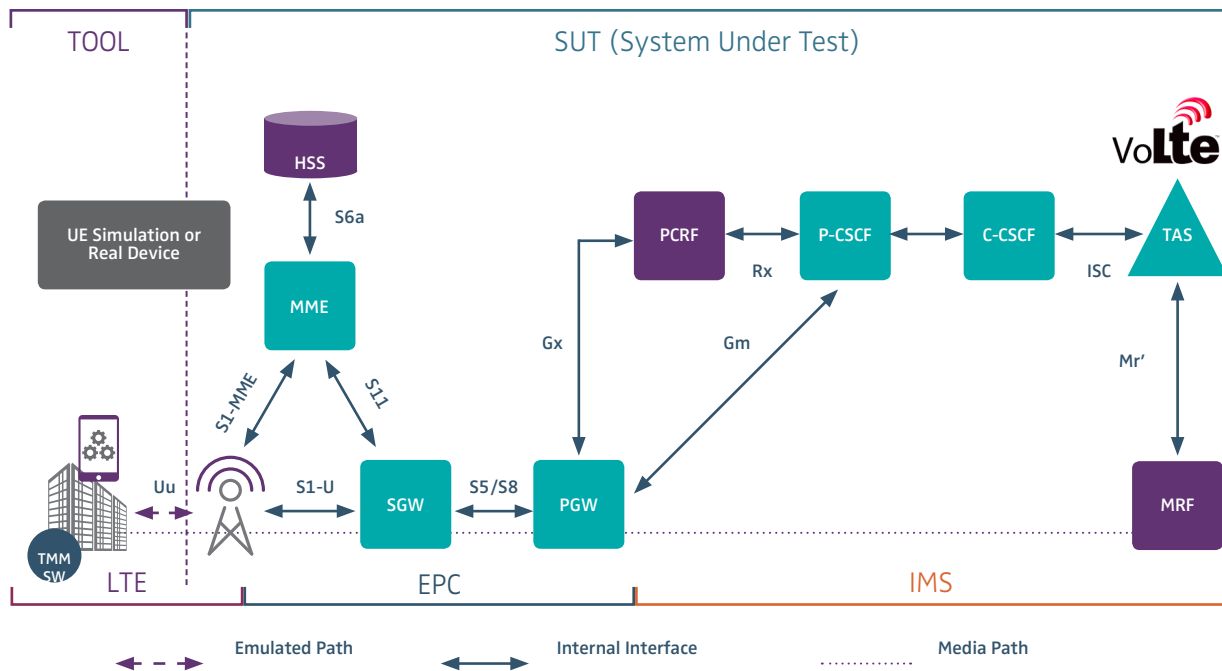 TOOL
SUT (System Under Test)
HSS
VoLte
™
S6a
UE Simulation or
Real Device
PCRF
P-CSCF
C-CSCF
TAS
Rx
ISC
MME
Gx
Gm
Mr’
S1-MME
S11
Uu
S1-U
SGW
S5/S8
PGW
MRF
TMM
SW
LTE
EPC
IMS
Emulated Path
Internal Interface
Media Path